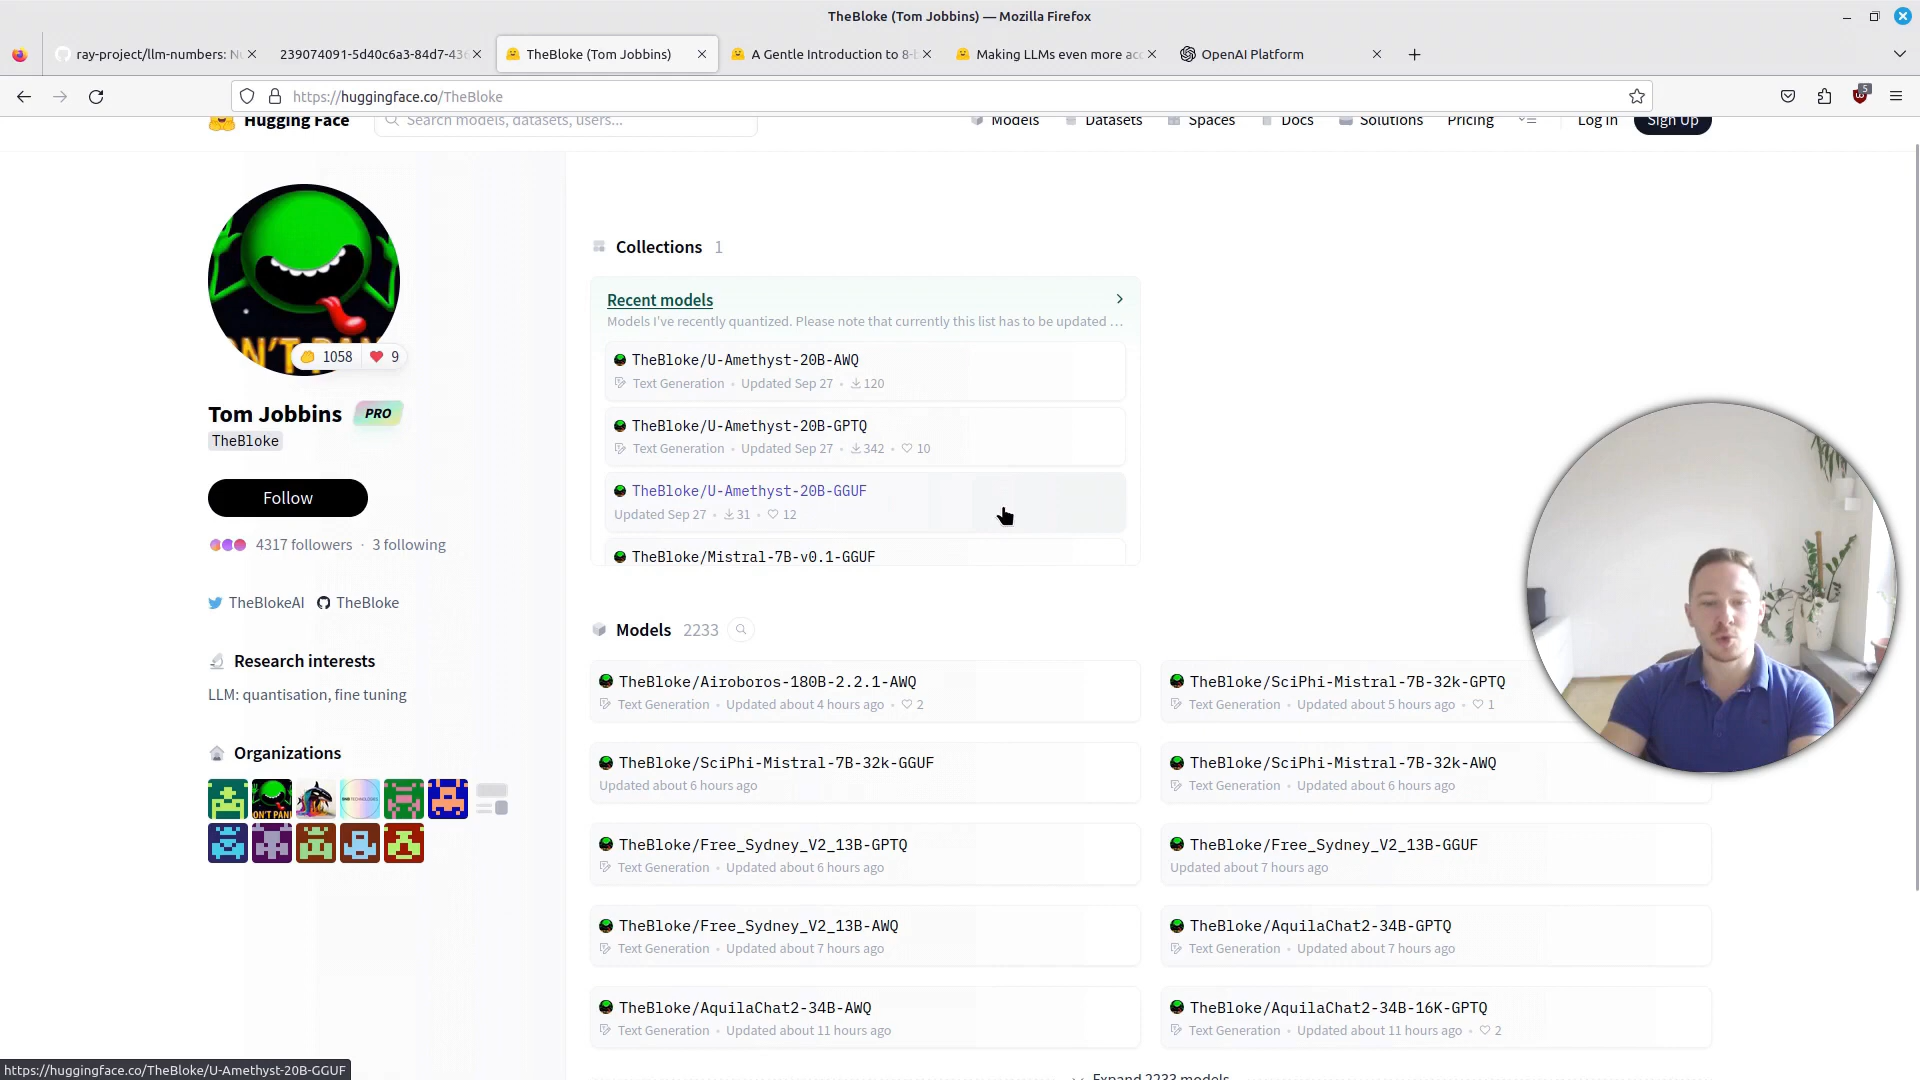 TheBloke (Tom Jobbins) — Mozilla Firefox
ray-project/llm-numbers: N
239074091-5d40c6a3-84d7-436
TheBloke (Tom Jobbins)
A Gentle Introduction to 8-b
Making LLMs even more acc
OpenAI Platform
https://huggingface.co/TheBloke
5
Hugging Face
Search models, datasets, users...
Models
Datasets
Spaces
Docs
Solutions
Pricing
Log In
Sign Up
1058
9
Tom Jobbins PRO
TheBloke
Follow
4317 followers · 3 following
TheBlokeAI TheBloke
Research interests
LLM: quantisation, fine tuning
Organizations
Collections 1
Recent models
Models I've recently quantized. Please note that currently this list has to be updated …
TheBloke/U-Amethyst-20B-AWQ
Text Generation • Updated Sep 27 • 120
TheBloke/U-Amethyst-20B-GPTQ
Text Generation • Updated Sep 27 • 342 • 10
TheBloke/U-Amethyst-20B-GGUF
Updated Sep 27 • 31 • 12
TheBloke/Mistral-7B-v0.1-GGUF
Models 2233
TheBloke/Airoboros-180B-2.2.1-AWQ
Text Generation • Updated about 4 hours ago • 2
TheBloke/SciPhi-Mistral-7B-32k-GPTQ
Text Generation • Updated about 5 hours ago • 1
TheBloke/SciPhi-Mistral-7B-32k-GGUF
Updated about 6 hours ago
TheBloke/SciPhi-Mistral-7B-32k-AWQ
Text Generation • Updated about 6 hours ago
TheBloke/Free_Sydney_V2_13B-GPTQ
Text Generation • Updated about 6 hours ago
TheBloke/Free_Sydney_V2_13B-GGUF
Updated about 7 hours ago
TheBloke/Free_Sydney_V2_13B-AWQ
Text Generation • Updated about 7 hours ago
TheBloke/AquilaChat2-34B-GPTQ
Text Generation • Updated about 7 hours ago
TheBloke/AquilaChat2-34B-AWQ
Text Generation • Updated about 11 hours ago
TheBloke/AquilaChat2-34B-16K-GPTQ
Text Generation • Updated about 11 hours ago • 2
Expand 2233 models
https://huggingface.co/TheBloke/U-Amethyst-20B-GGUF